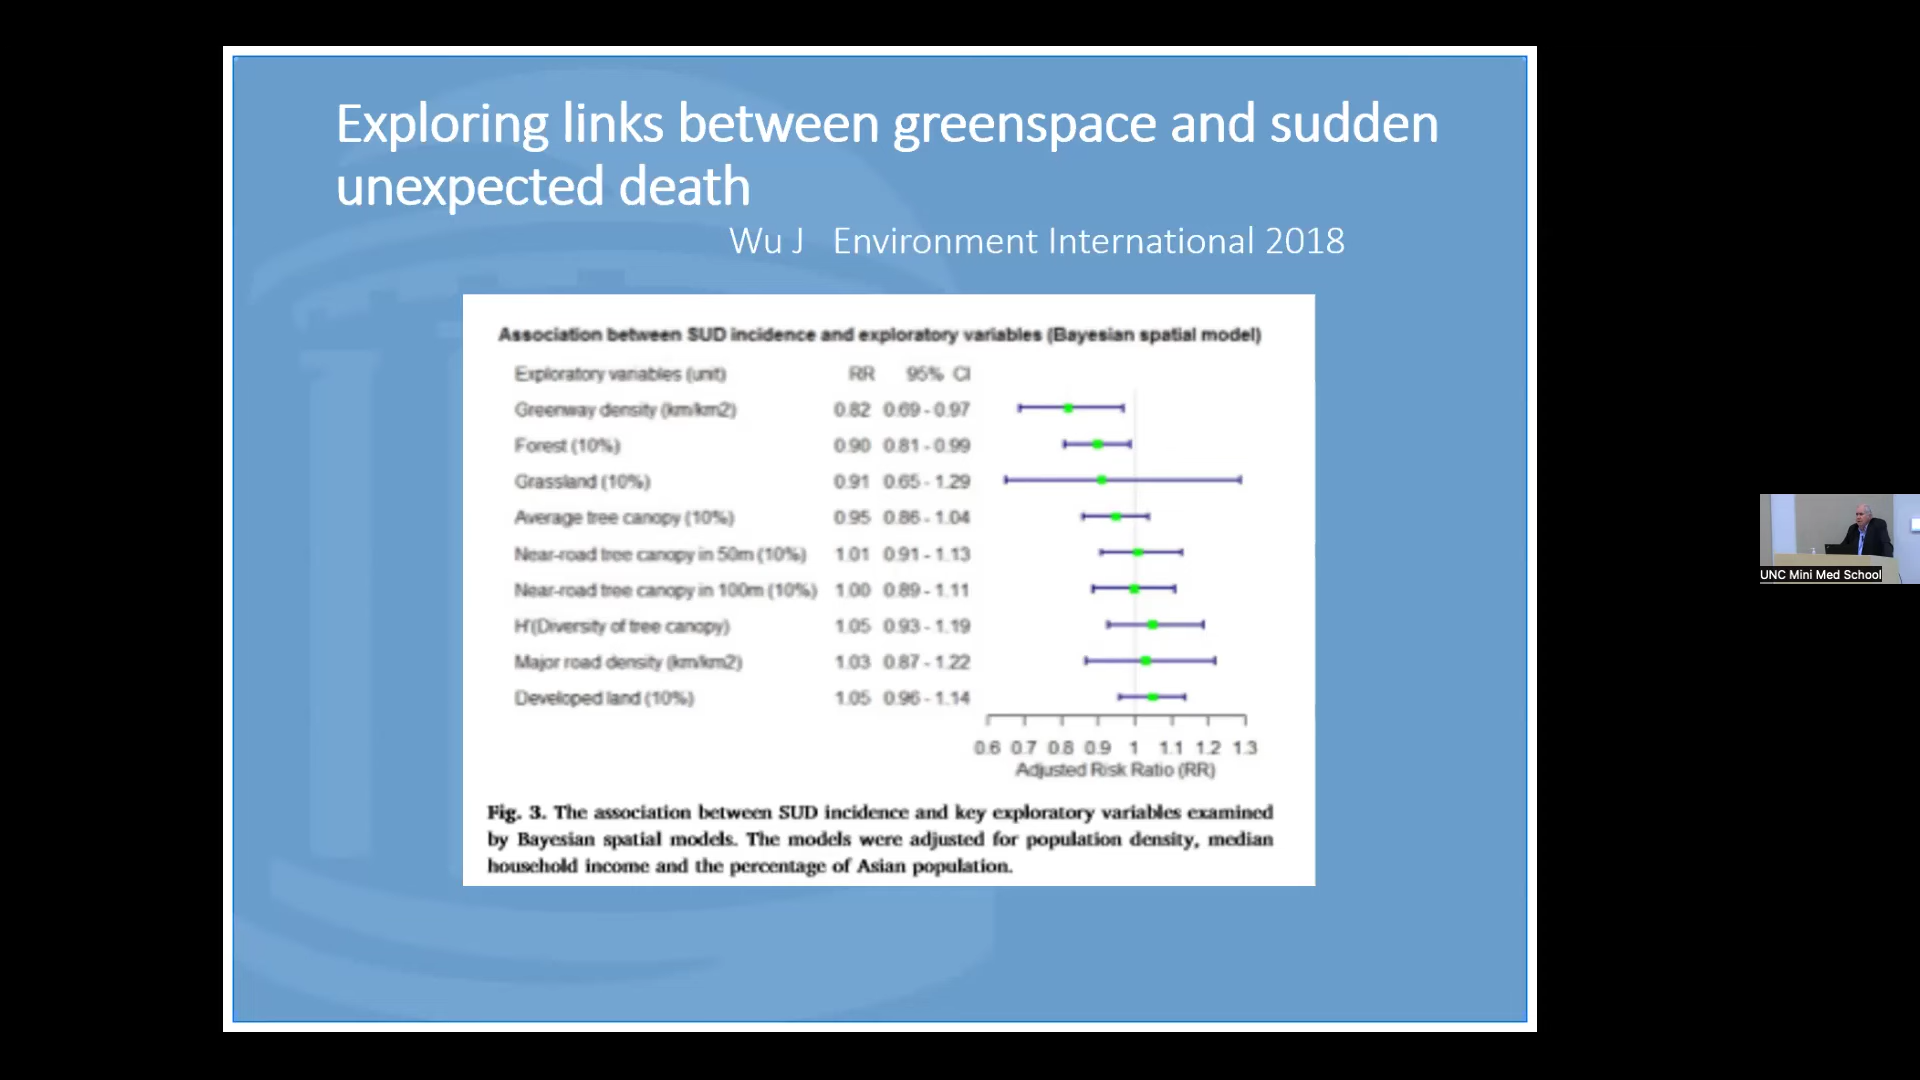 Exploring links between greenspace and sudden
unexpected death
Wu J Environment International 2018
Association between SUD incidence and exploratory variables (Bayesian spatial model)
Exploratory variables (unit) RR 95% CI
Greenway density (km/km2) 0.82 0.69 - 0.97
Forest (10%) 0.90 0.81 - 0.99
Grassland (10%) 0.91 0.65 - 1.29
Average tree canopy (10%) 0.95 0.86 - 1.04
Near-road tree canopy in 50m (10%) 1.01 0.91 - 1.13
Near-road tree canopy in 100m (10%) 1.00 0.89 - 1.11
H'(Diversity of tree canopy) 1.05 0.93 - 1.19
Major road density (km/km2) 1.03 0.87 - 1.22
Developed land (10%) 1.05 0.96 - 1.14
0.6 0.7 0.8 0.9 1 1.1 1.2 1.3
Adjusted Risk Ratio (RR)
Fig. 3. The association between SUD incidence and key exploratory variables examined
by Bayesian spatial models. The models were adjusted for population density, median
household income and the percentage of Asian population.
UNC Mini Med School